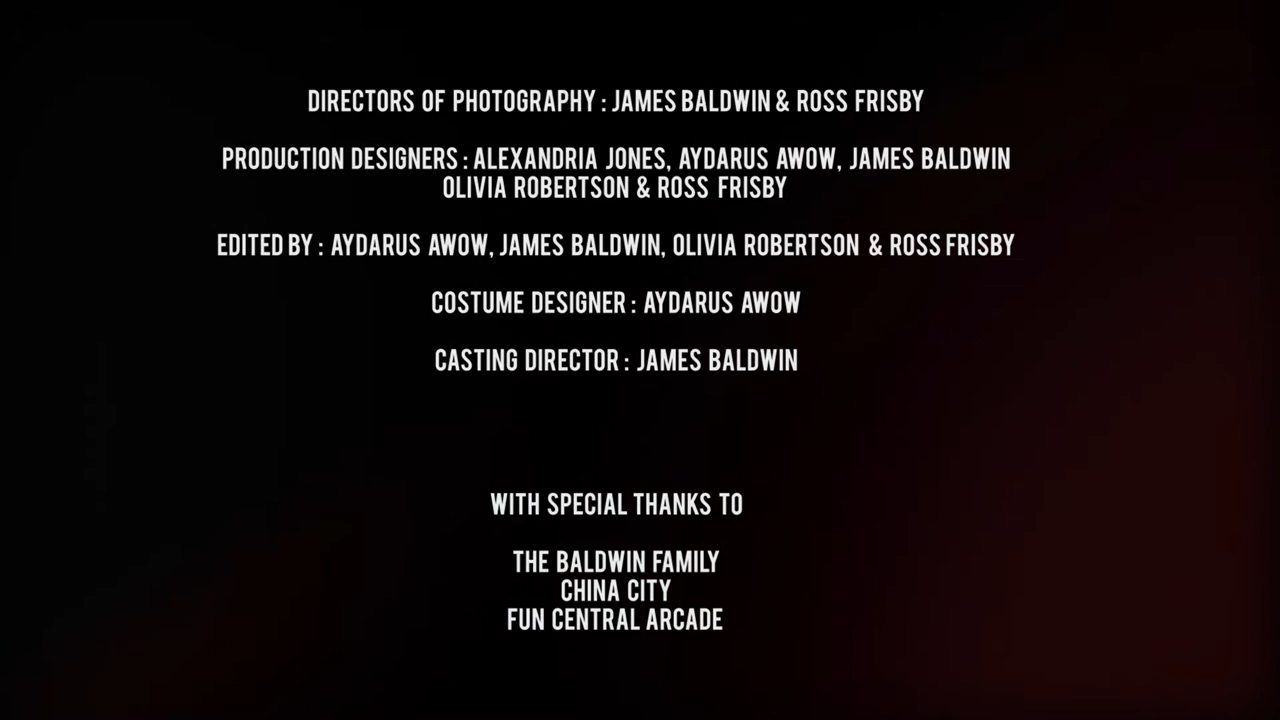 DIRECTORS OF PHOTOGRAPHY : JAMES BALDWIN & ROSS FRISBY
PRODUCTION DESIGNERS : ALEXANDRIA JONES, AYDARUS AWOW, JAMES BALDWIN
OLIVIA ROBERTSON & ROSS FRISBY
EDITED BY : AYDARUS AWOW, JAMES BALDWIN, OLIVIA ROBERTSON & ROSS FRISBY
COSTUME DESIGNER : AYDARUS AWOW
CASTING DIRECTOR : JAMES BALDWIN
WITH SPECIAL THANKS TO
THE BALDWIN FAMILY
CHINA CITY
FUN CENTRAL ARCADE